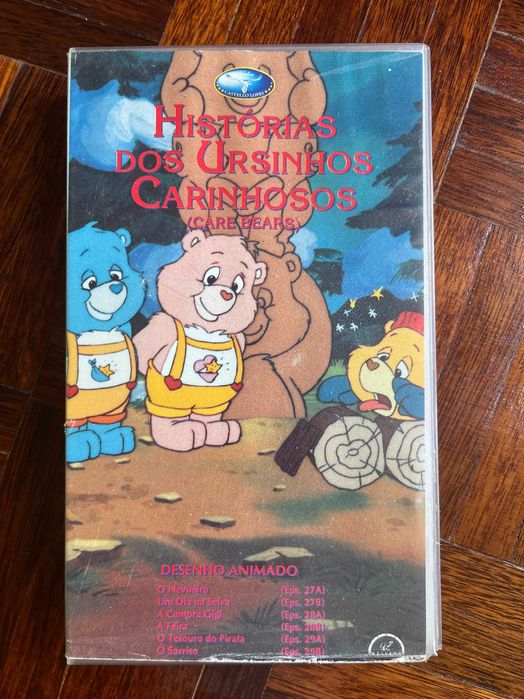 CASTELLO LOPES
HISTÓRIAS
DOS URSINHOS
CARINHOSOS
(CARE BEARS)
DESENHO ANIMADO
O Nevoeiro (Eps. 27A)
Um Dia na Selva (Eps. 27B)
A Cantora Gigi (Eps. 28A)
A Feira (Eps. 28B)
O Tesouro do Pirata (Eps. 29A)
O Sorriso (Eps. 29B)